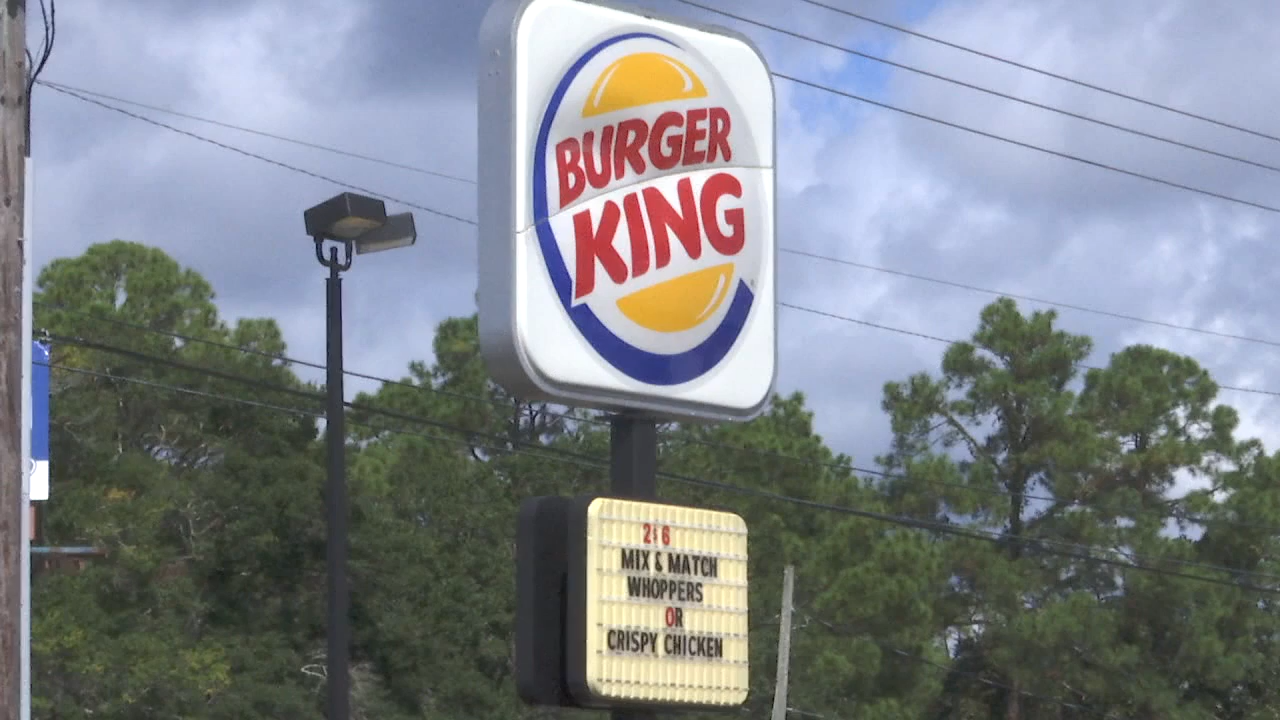 BURGER
KING
2$6
MIX & MATCH
WHOPPERS
OR
CRISPY CHICKEN